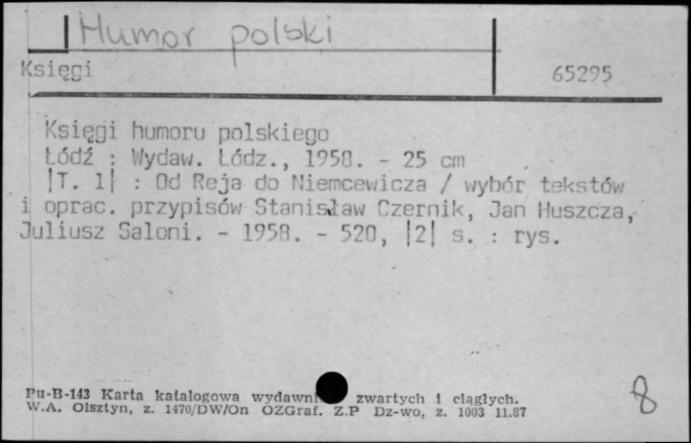 Humor polski
Księgi 65295
Księgi humoru polskiego
Łódź : Wydaw. Łódz., 1958. - 25 cm
|T. 1| : Od Reja do Niemcewicza / wybór tekstów
i oprac. przypisów Stanisław Czernik, Jan Huszcza,
Juliusz Saloni. - 1958. - 520, |2| s. : rys.
Pu-B-143 Karta katalogowa wydawni zwartych i ciągłych.
W.A. Olsztyn, z. 1470/DW/On OZGraf. Z.P Dz-wo, z. 1003 11.87
8